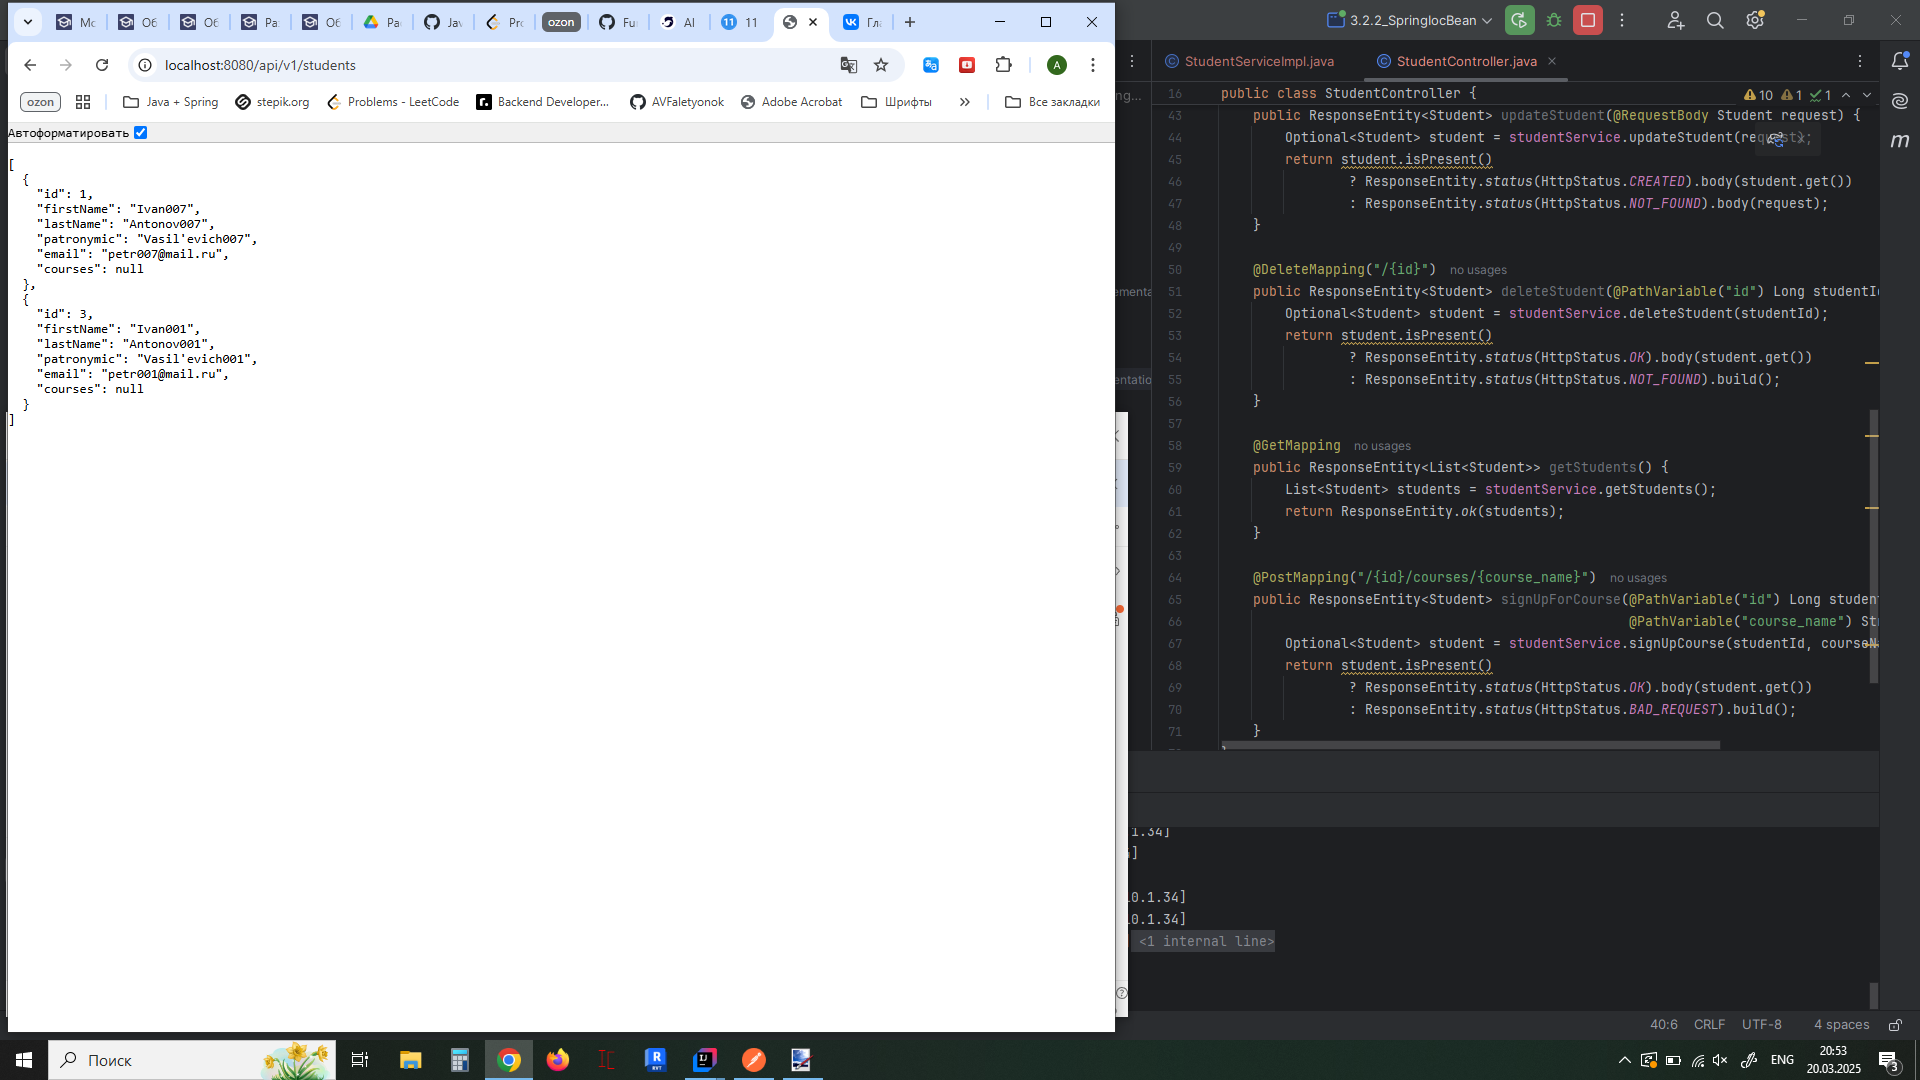 Мо
Об
Об
Ра
Об
Ра
Jav
Pro
ozon
Fu
AI
11 11
Гл
localhost:8080/api/v1/students
A
ozon
Java + Spring
stepik.org
Problems - LeetCode
Backend Developer...
AVFaletyonok
Adobe Acrobat
Шрифты
»
Все закладки
Автоформатировать
[
  {
    "id": 1,
    "firstName": "Ivan007",
    "lastName": "Antonov007",
    "patronymic": "Vasil'evich007",
    "email": "petr007@mail.ru",
    "courses": null
  },
  {
    "id": 3,
    "firstName": "Ivan001",
    "lastName": "Antonov001",
    "patronymic": "Vasil'evich001",
    "email": "petr001@mail.ru",
    "courses": null
  }
]
3.2.2_SpringIocBean
StudentServiceImpl.java
StudentController.java
10 1 1
16 public class StudentController {
43 public ResponseEntity<Student> updateStudent(@RequestBody Student request) {
44 Optional<Student> student = studentService.updateStudent(request);
45 return student.isPresent()
46 ? ResponseEntity.status(HttpStatus.CREATED).body(student.get())
47 : ResponseEntity.status(HttpStatus.NOT_FOUND).body(request);
48 }
49
50 @DeleteMapping("/{id}") no usages
51 public ResponseEntity<Student> deleteStudent(@PathVariable("id") Long studentI
52 Optional<Student> student = studentService.deleteStudent(studentId);
53 return student.isPresent()
54 ? ResponseEntity.status(HttpStatus.OK).body(student.get())
55 : ResponseEntity.status(HttpStatus.NOT_FOUND).build();
56 }
57
58 @GetMapping no usages
59 public ResponseEntity<List<Student>> getStudents() {
60 List<Student> students = studentService.getStudents();
61 return ResponseEntity.ok(students);
62 }
63
64 @PostMapping("/{id}/courses/{course_name}") no usages
65 public ResponseEntity<Student> signUpForCourse(@PathVariable("id") Long studen
66 @PathVariable("course_name") St
67 Optional<Student> student = studentService.signUpCourse(studentId, courseN
68 return student.isPresent()
69 ? ResponseEntity.status(HttpStatus.OK).body(student.get())
70 : ResponseEntity.status(HttpStatus.BAD_REQUEST).build();
71 }
ng...
ementa
entatio
1.34]
]
0.1.34]
0.1.34]
<1 internal line>
m
40:6 CRLF UTF-8 4 spaces
Поиск
ENG
20:53
20.03.2025
3